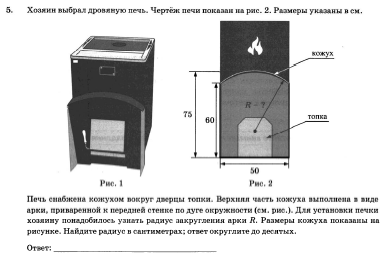 5. Хозяин выбрал дровяную печь. Чертёж печи показан на рис. 2. Размеры указаны в см.
кожух
R - ?
75
60
топка
50
Рис. 1
Рис. 2
Печь снабжена кожухом вокруг дверцы топки. Верхняя часть кожуха выполнена в виде
арки, приваренной к передней стенке по дуге окружности (см. рис.). Для установки печки
хозяину понадобилось узнать радиус закругления арки R. Размеры кожуха показаны на
рисунке. Найдите радиус в сантиметрах; ответ округлите до десятых.
Ответ: